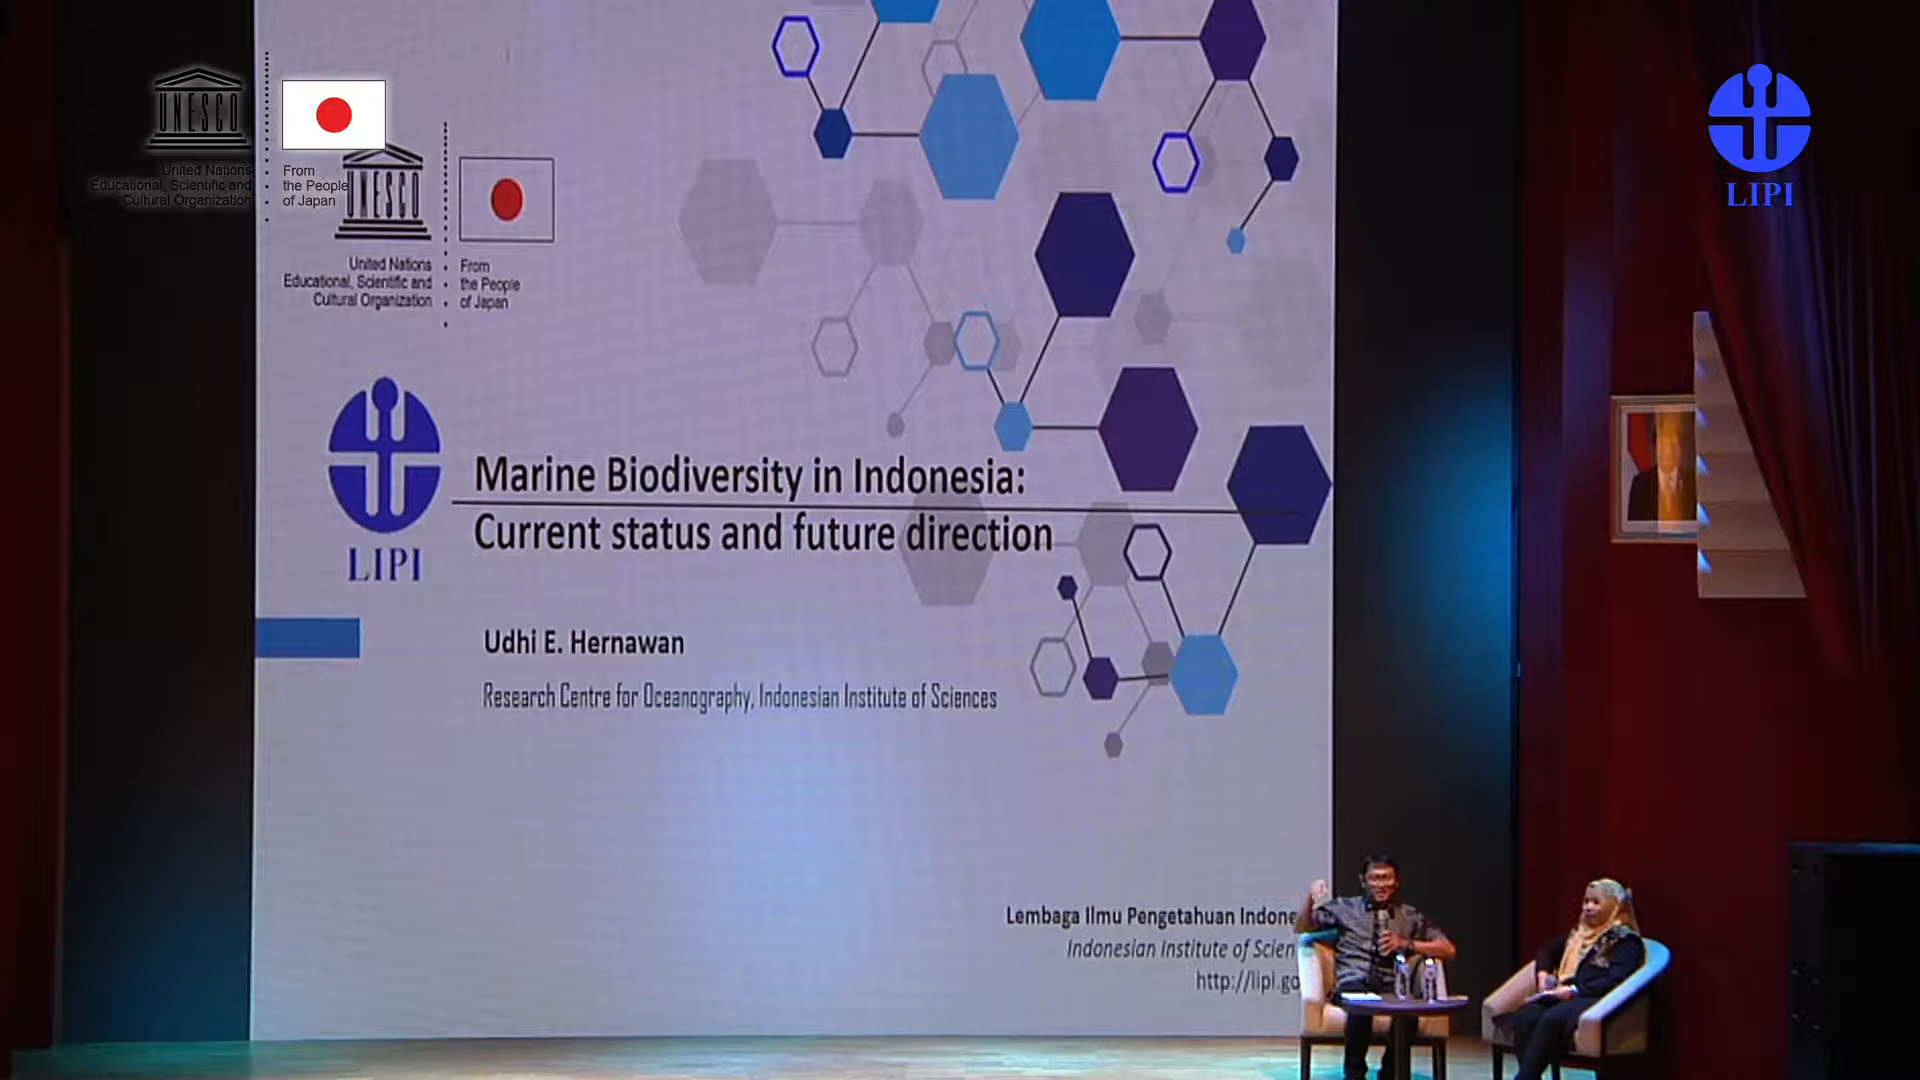 UNESCO
United Nations
Educational, Scientific and
Cultural Organization
From
the People
of Japan
UNESCO
United Nations
Educational, Scientific and
Cultural Organization
From
the People
of Japan
LIPI
LIPI
Marine Biodiversity in Indonesia:
Current status and future direction
Udhi E. Hernawan
Research Centre for Oceanography, Indonesian Institute of Sciences
Lembaga Ilmu Pengetahuan Indone
Indonesian Institute of Scien
http://lipi.go